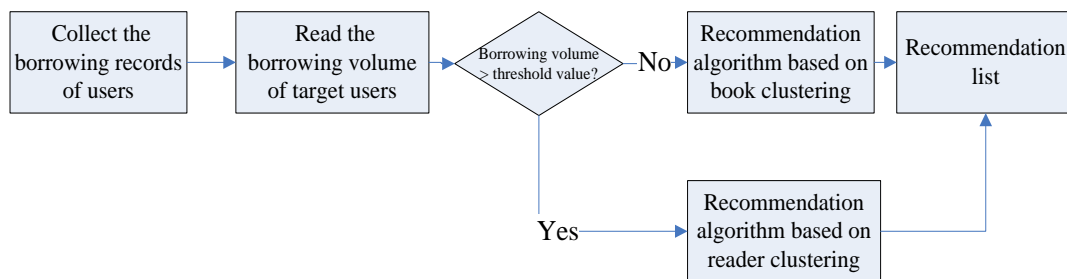 Collect the
borrowing records
of users
Read the
borrowing volume
of target users
Borrowing volume
> threshold value?
No
Recommendation
algorithm based on
book clustering
Recommendation
list
Yes
Recommendation
algorithm based on
reader clustering